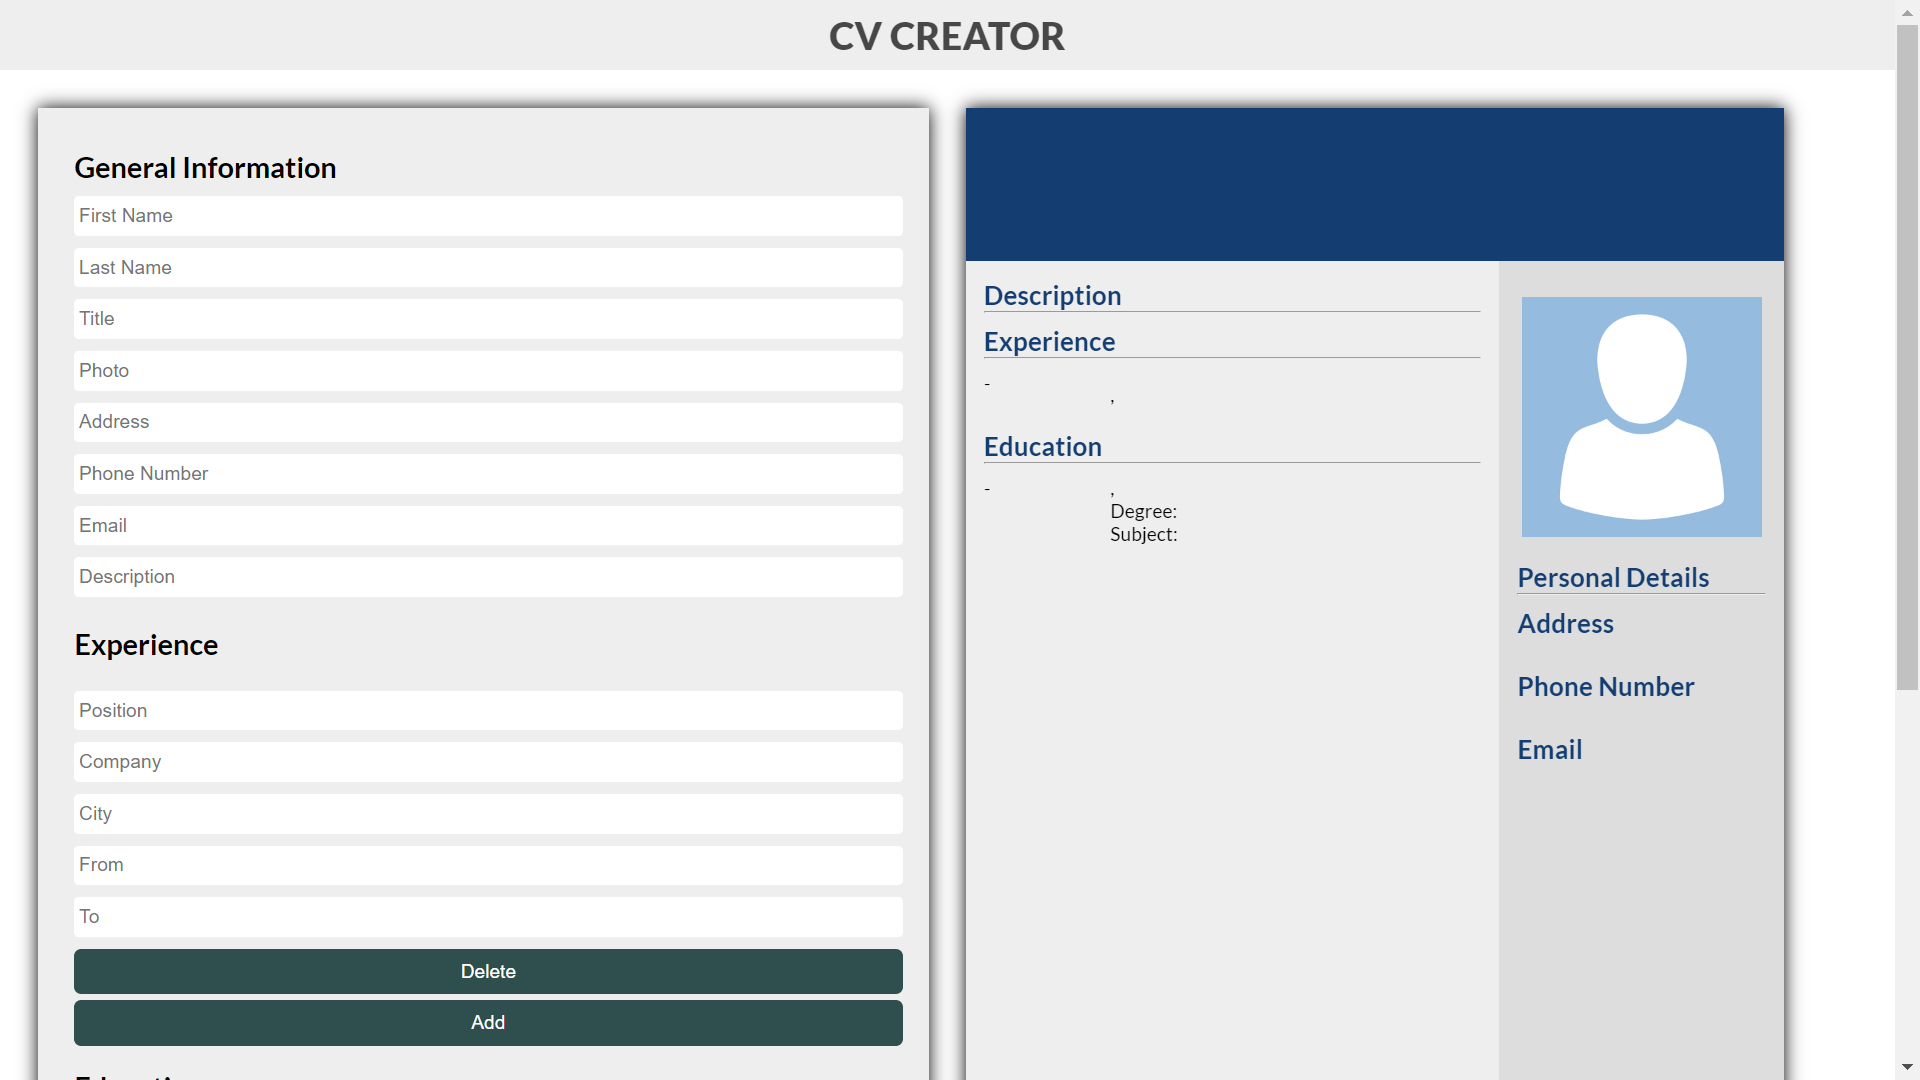 CV CREATOR
General Information
First Name
Last Name
Title
Photo
Address
Phone Number
Email
Description
Experience
Position
Company
City
From
To
Delete
Add
Description
Experience
-
,
Education
- ,
Degree:
Subject:
Personal Details
Address
Phone Number
Email